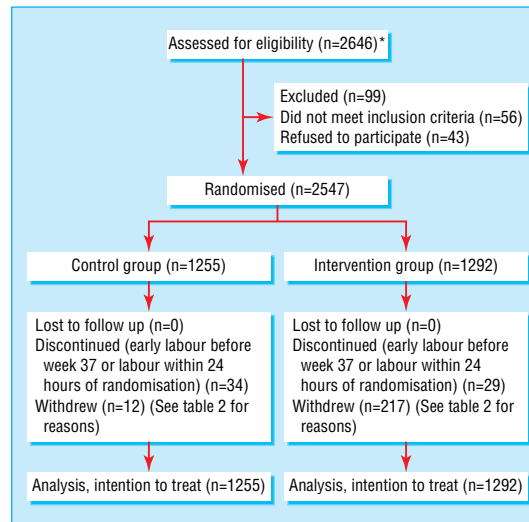 Assessed for eligibility (n=2646)*
Excluded (n=99)
Did not meet inclusion criteria (n=56)
Refused to participate (n=43)
Randomised (n=2547)
Control group (n=1255)
Intervention group (n=1292)
Lost to follow up (n=0)
Discontinued (early labour before
week 37 or labour within 24
hours of randomisation) (n=34)
Withdrew (n=12) (See table 2 for
reasons)
Lost to follow up (n=0)
Discontinued (early labour before
week 37 or labour within 24
hours of randomisation) (n=29)
Withdrew (n=217) (See table 2 for
reasons)
Analysis, intention to treat (n=1255)
Analysis, intention to treat (n=1292)